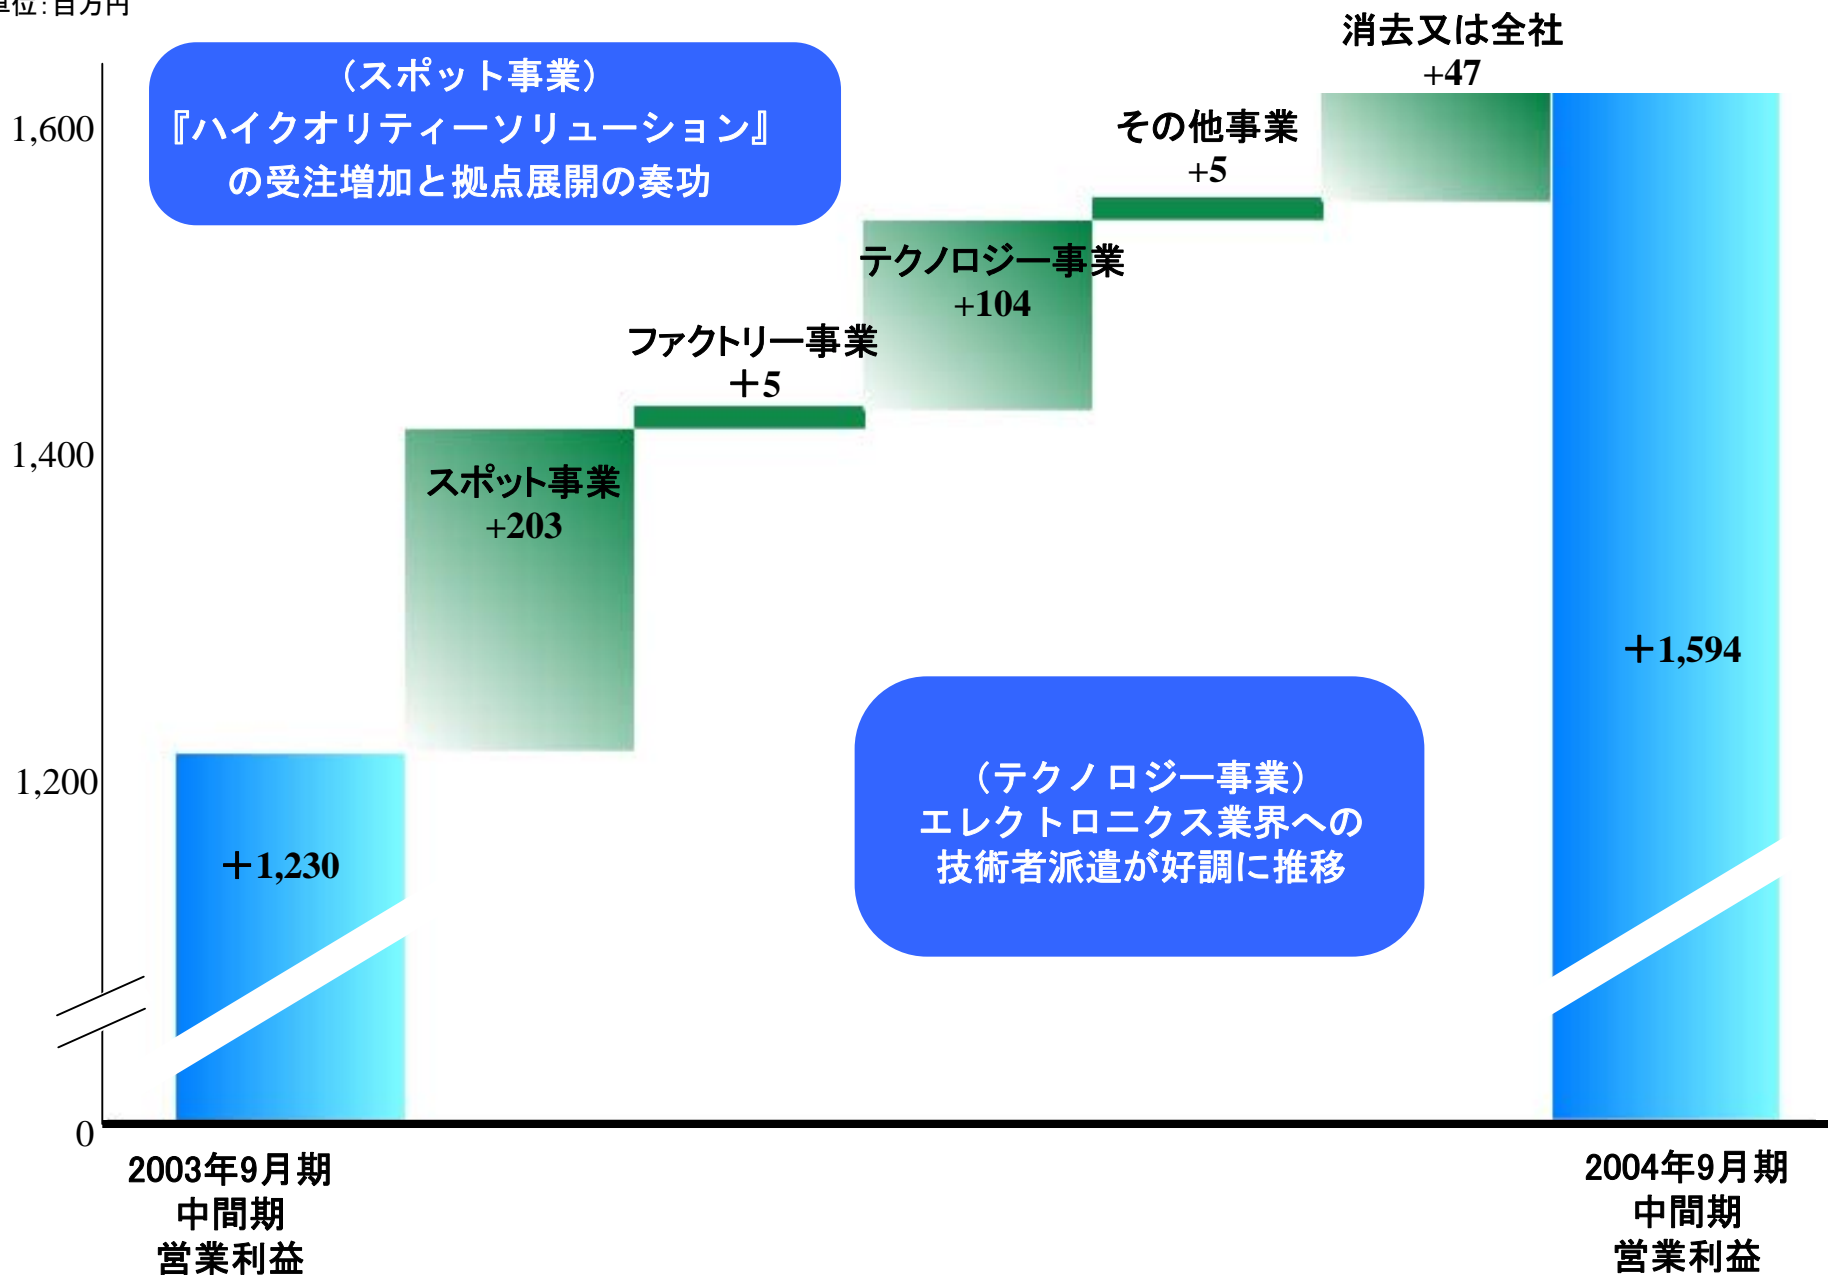 単位：百万円
消去又は全社
+47
（スポット事業）
『ハイクオリティーソリューション』
の受注増加と拠点展開の奏功
1,600
その他事業
+5
テクノロジー事業
+104
ファクトリー事業
＋5
1,400
スポット事業
+203
＋1,594
1,200
（テクノロジー事業）
エレクトロニクス業界への
技術者派遣が好調に推移
＋1,230
0
2003年9月期
中間期
営業利益
2004年9月期
中間期
営業利益